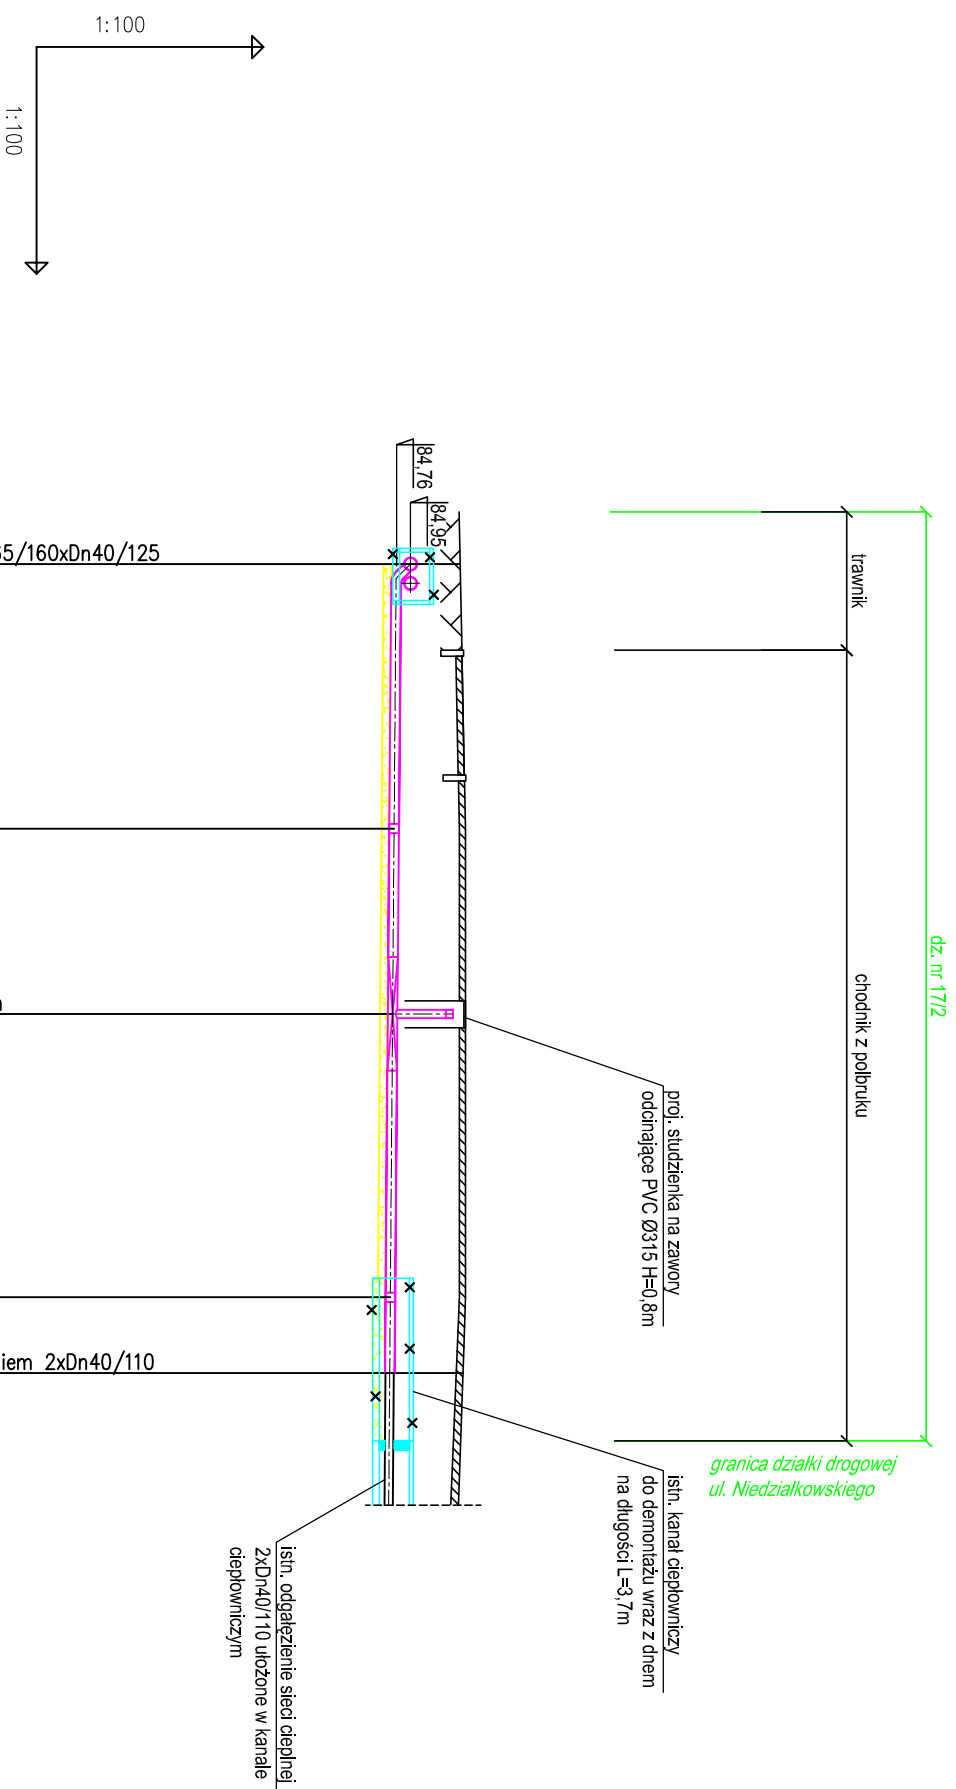 1:100
1:100
84,76
84,95
65/160xDn40/125
trawnik
dz. nr 17/2
chodnik z polbruku
proj. studzienka na zawory
odcinające PVC Ø315 H=0,8m
iem 2xDn40/110
granica działki drogowej
ul. Niedziałkowskiego
istn. kanał ciepłowniczy
do demontażu wraz z dnem
na długości L=3,7m
istn. odgałęzienie sieci cieplnej
2xDn40/110 ułożone w kanale
ciepłowniczym